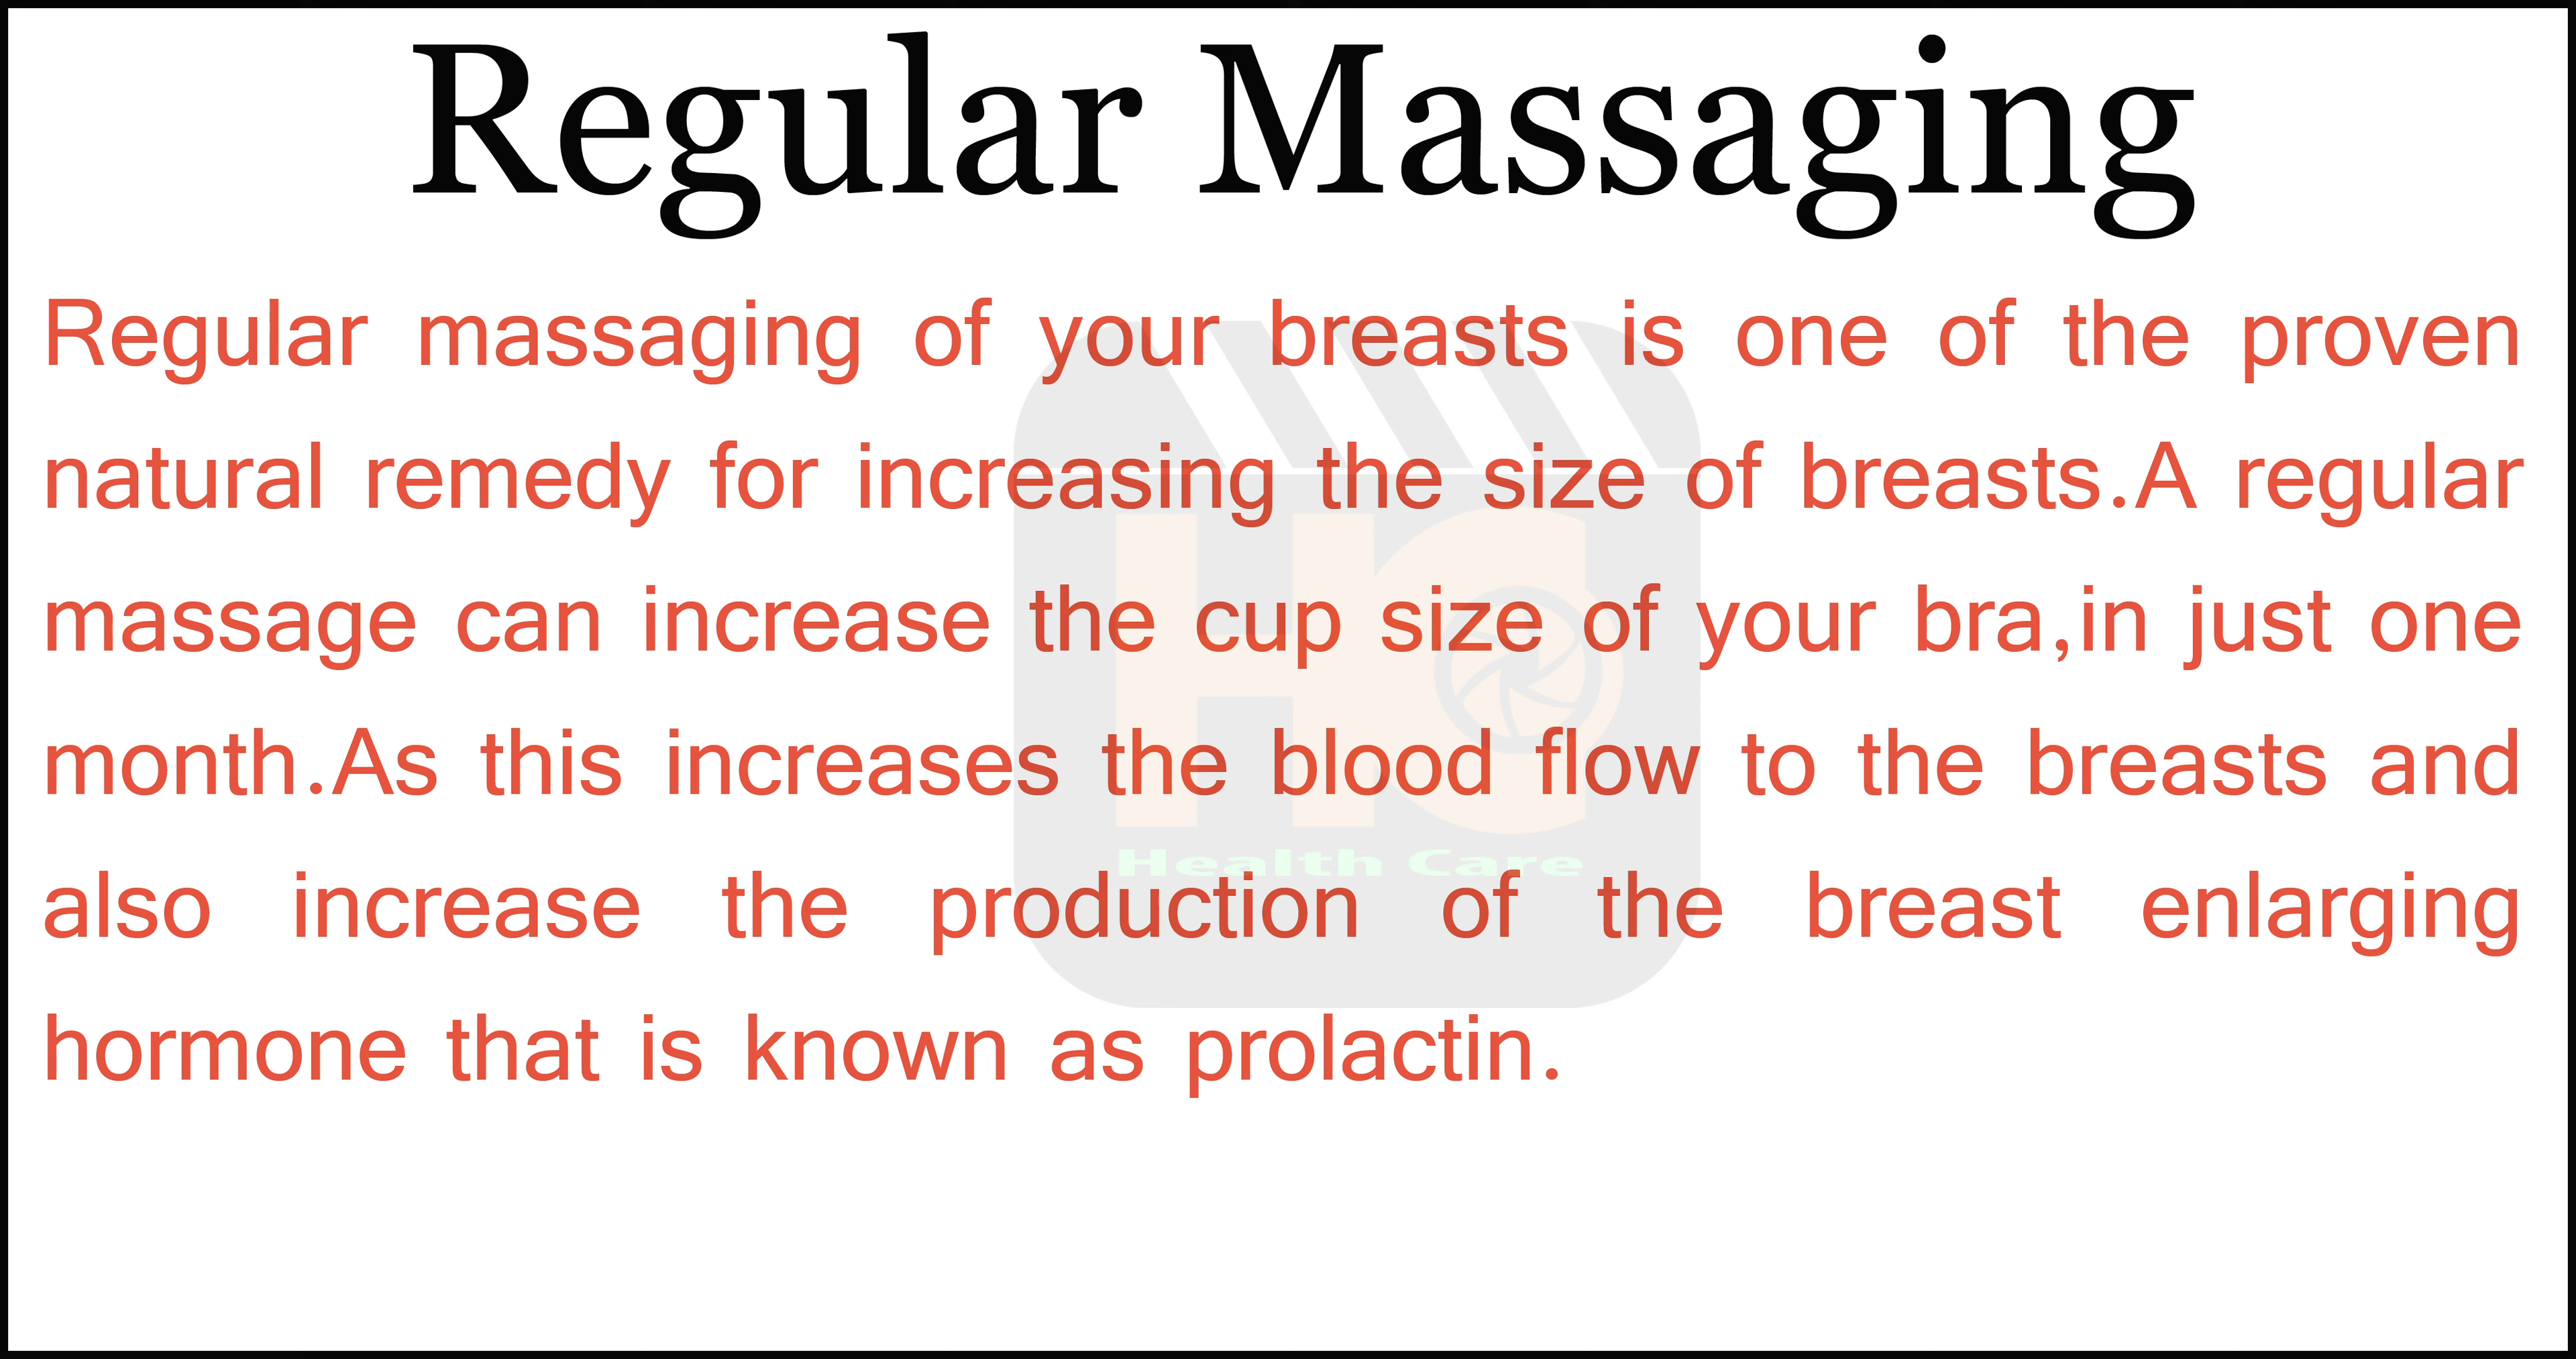 Regular Massaging
Regular massaging of your breasts is one of the proven
natural remedy for increasing the size of breasts.A regular
massage can increase the cup size of your bra,in just one
month.As this increases the blood flow to the breasts and
also increase the production of the breast enlarging
hormone that is known as prolactin.
HC
Health Care